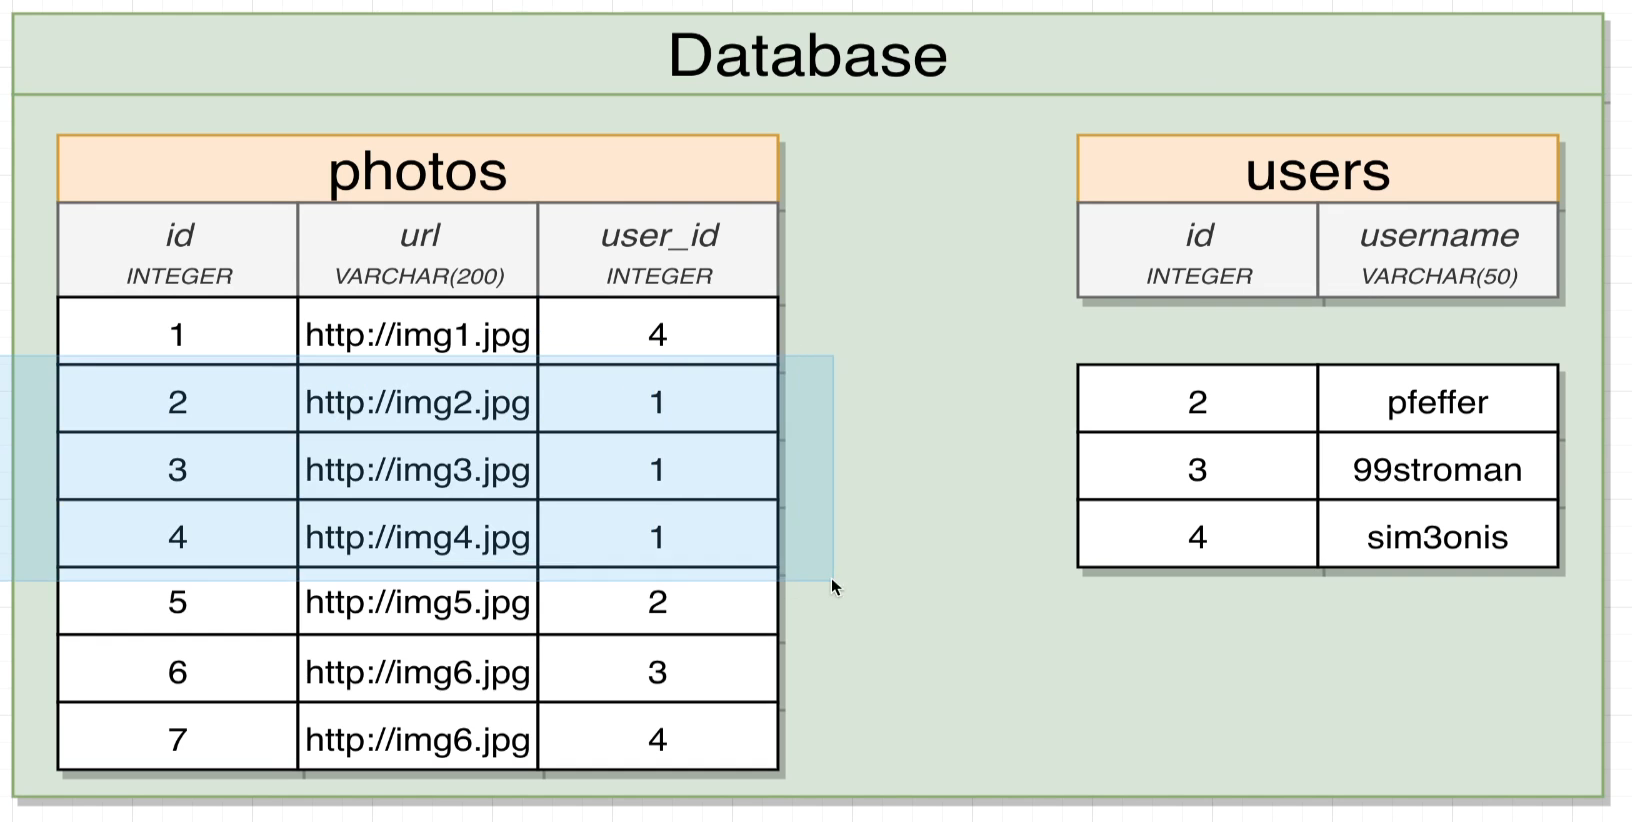 Database
photos
id url user_id
INTEGER VARCHAR(200) INTEGER
1 http://img1.jpg 4
2 http://img2.jpg 1
3 http://img3.jpg 1
4 http://img4.jpg 1
5 http://img5.jpg 2
6 http://img6.jpg 3
7 http://img6.jpg 4
users
id username
INTEGER VARCHAR(50)
2 pfeffer
3 99stroman
4 sim3onis